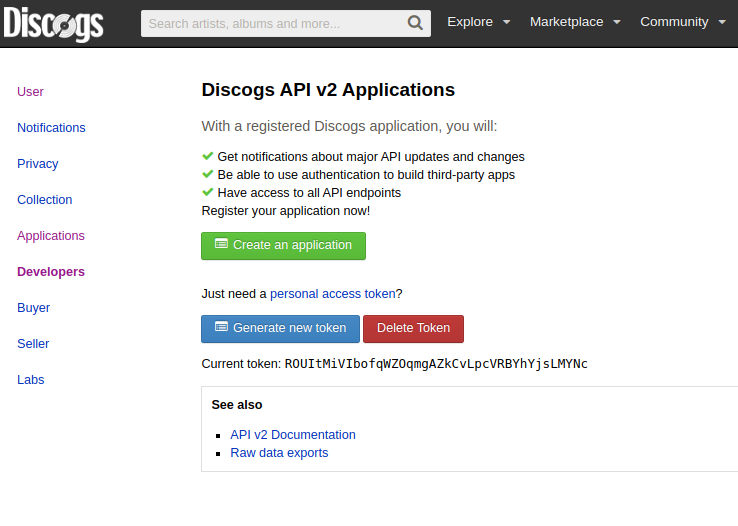 Discogs
Search artists, albums and more...
Explore
Marketplace
Community
User
Notifications
Privacy
Collection
Applications
Developers
Buyer
Seller
Labs
Discogs API v2 Applications
With a registered Discogs application, you will:
Get notifications about major API updates and changes
Be able to use authentication to build third-party apps
Have access to all API endpoints
Register your application now!
Create an application
Just need a personal access token?
Generate new token
Delete Token
Current token: ROUItMiVIbofqWZOqmgAZkCvLpcVRBYhYjsLMYNc
See also
API v2 Documentation
Raw data exports